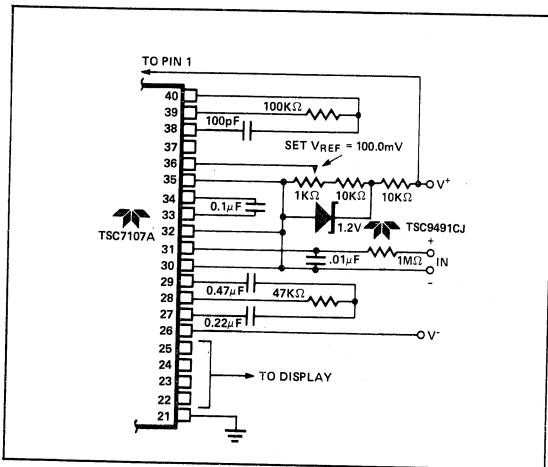 TO PIN 1
40
39
38
37
36
35
34
33
32
31
30
29
28
27
26
25
24
23
22
21
100KΩ
100pF
SET VREF = 100.0mV
1KΩ
10KΩ
10KΩ
V+
0.1μF
1.2V
TSC9491CJ
TSC7107A
+
IN
-
.01μF
1MΩ
0.47μF
47KΩ
0.22μF
V-
TO DISPLAY